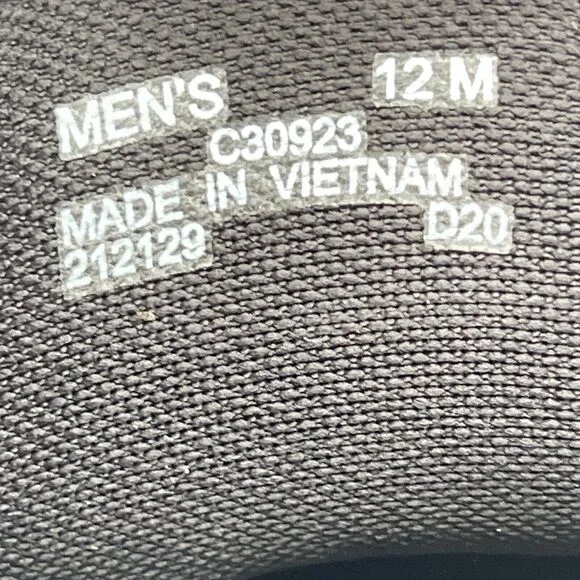 MEN'S 12 M
C30923
MADE IN VIETNAM
212129 D20